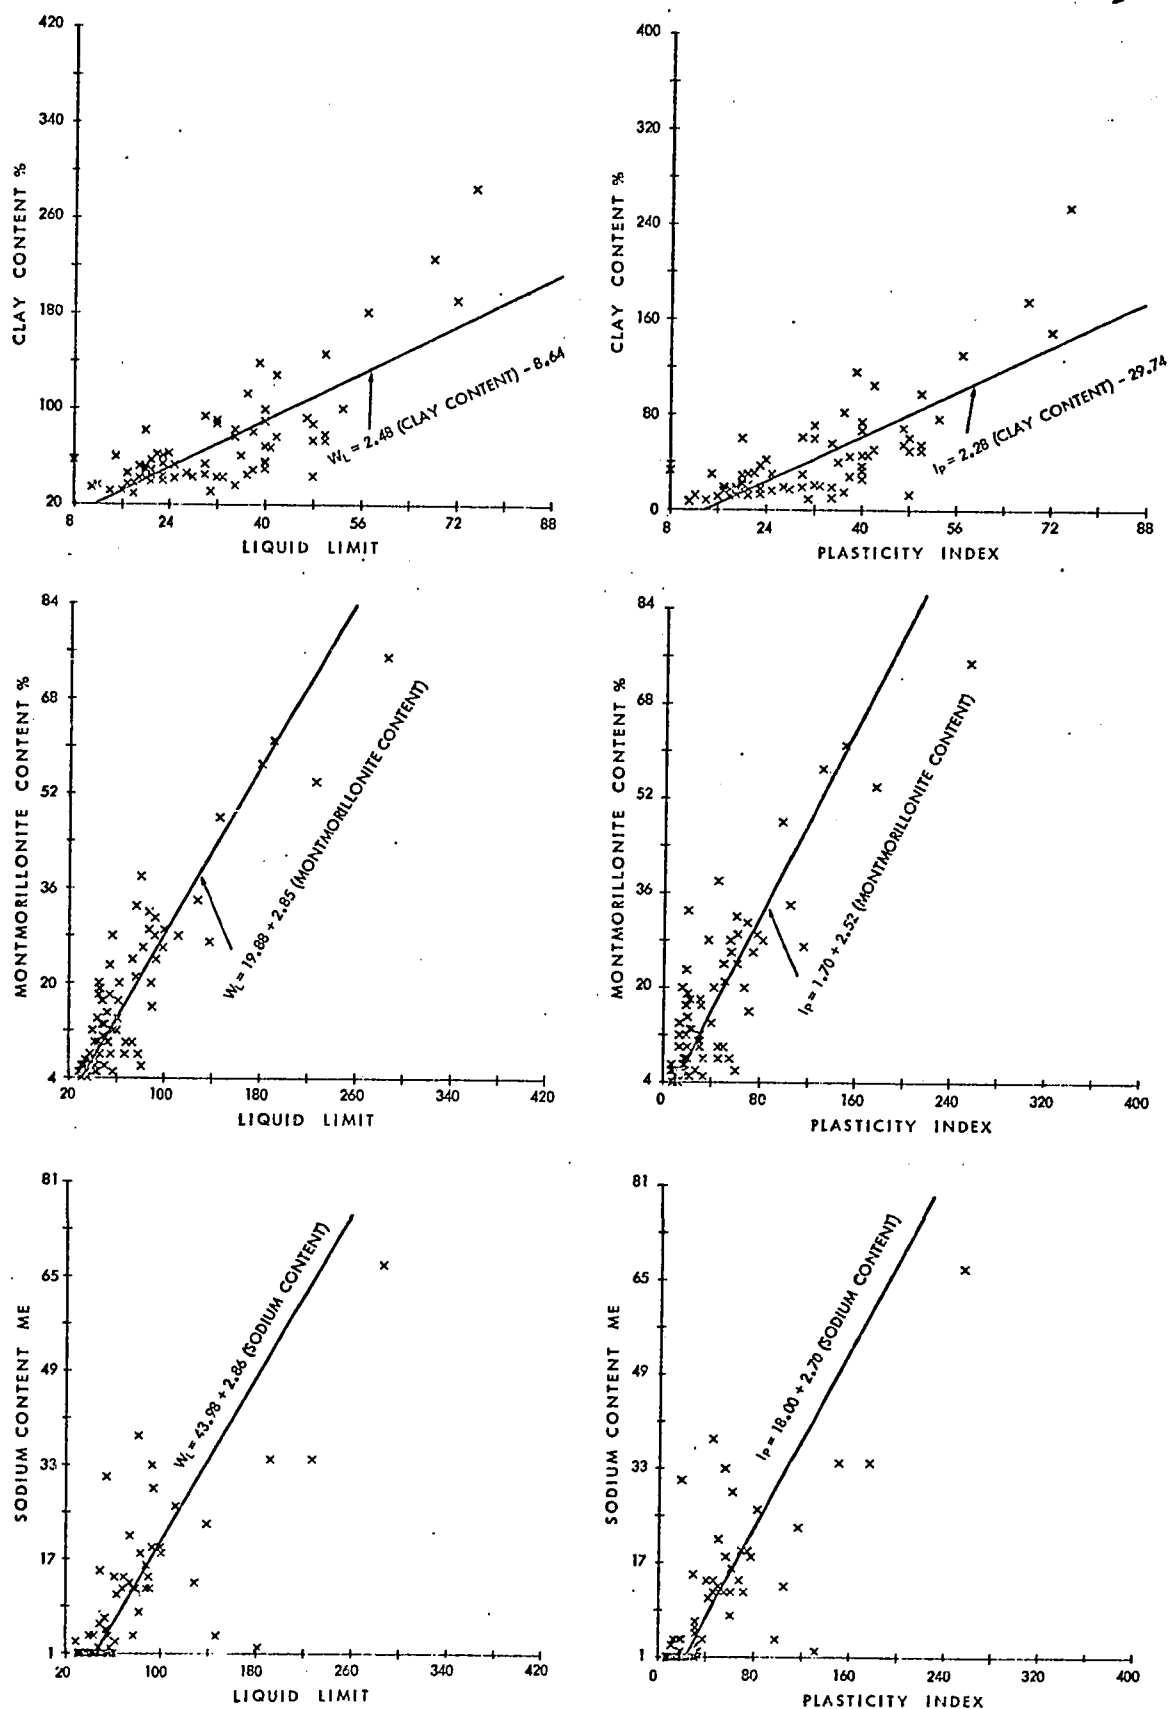 420
340
260
180
100
20
CLAY CONTENT %
8 24 40 56 72 88
LIQUID LIMIT
WL = 2.48 (CLAY CONTENT) - 8.64
400
320
240
160
80
0
CLAY CONTENT %
8 24 40 56 72 88
PLASTICITY INDEX
IP = 2.28 (CLAY CONTENT) - 29.74
84
68
52
36
20
4
MONTMORILLONITE CONTENT %
20 100 180 260 340 420
LIQUID LIMIT
WL = 19.88 + 2.85 (MONTMORILLONITE CONTENT)
84
68
52
36
20
4
MONTMORILLONITE CONTENT %
0 80 160 240 320 400
PLASTICITY INDEX
IP = 1.70 + 2.52 (MONTMORILLONITE CONTENT)
81
65
49
33
17
1
SODIUM CONTENT ME
20 100 180 260 340 420
LIQUID LIMIT
WL = 43.98 + 2.86 (SODIUM CONTENT)
81
65
49
33
17
1
SODIUM CONTENT ME
0 80 160 240 320 400
PLASTICITY INDEX
IP = 18.00 + 2.70 (SODIUM CONTENT)